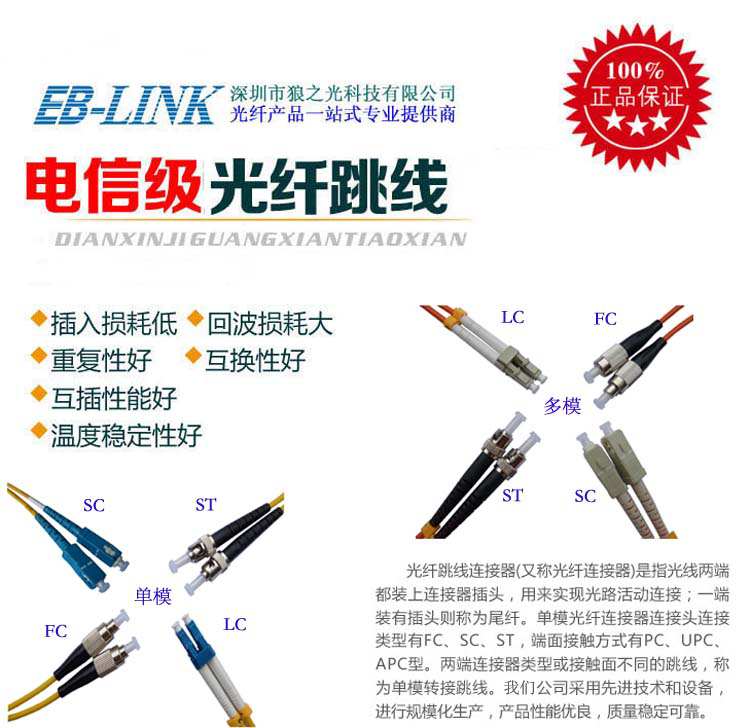 EB-LINK 深圳市狼之光科技有限公司
光纤产品一站式专业提供商
100%
正品保证
电信级光纤跳线
DIANXINJIGUANGXIANTIAOXIAN
插入损耗低 回波损耗大
重复性好 互换性好
互插性能好
温度稳定性好
LC FC
多模
ST SC
SC ST
单模
FC LC
光纤跳线连接器(又称光纤连接器)是指光线两端
都装上连接器插头，用来实现光路活动连接；一端
装有插头则称为尾纤。单模光纤连接器连接头连接
类型有FC、SC、ST，端面接触方式有PC、UPC、
APC型。两端连接器类型或接触面不同的跳线，称
为单模转接跳线。我们公司采用先进技术和设备，
进行规模化生产，产品性能优良，质量稳定可靠。